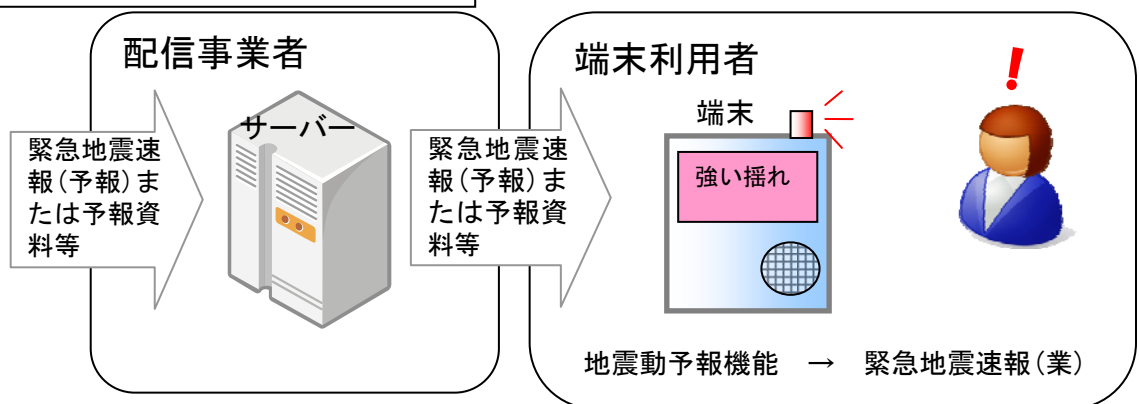 配信事業者
サーバー
緊急地震速
報(予報)ま
たは予報資
料等
緊急地震速
報(予報)ま
たは予報資
料等
端末利用者
端末
強い揺れ
!
地震動予報機能 → 緊急地震速報(業)